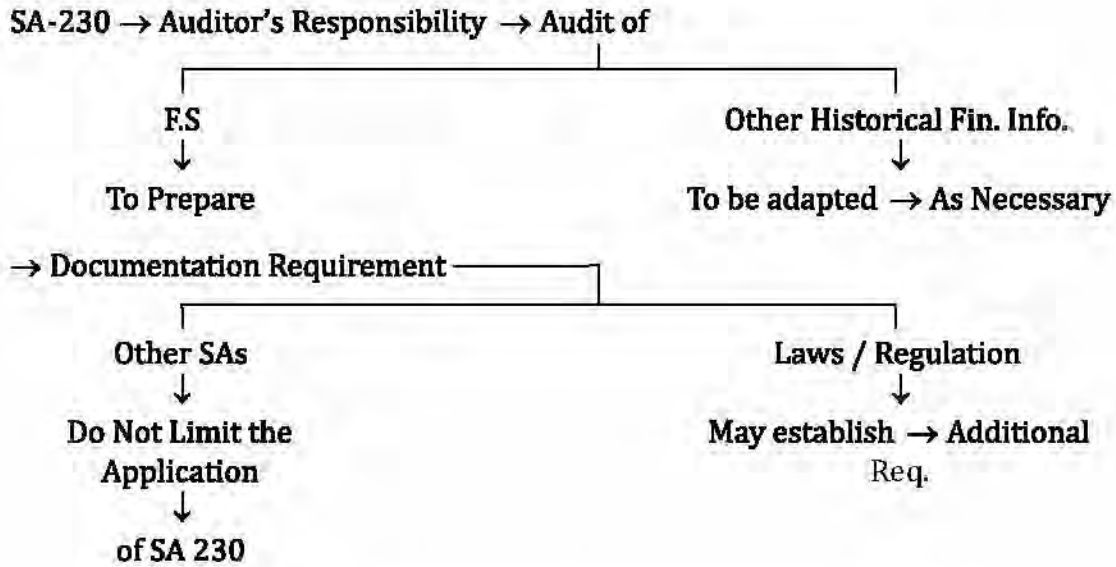 SA-230 → Auditor's Responsibility → Audit of
F.S
Other Historical Fin. Info.
↓
↓
To Prepare
To be adapted → As Necessary
→ Documentation Requirement
Other SAs
Laws / Regulation
↓
↓
Do Not Limit the
May establish → Additional
Application
Req.
↓
of SA 230